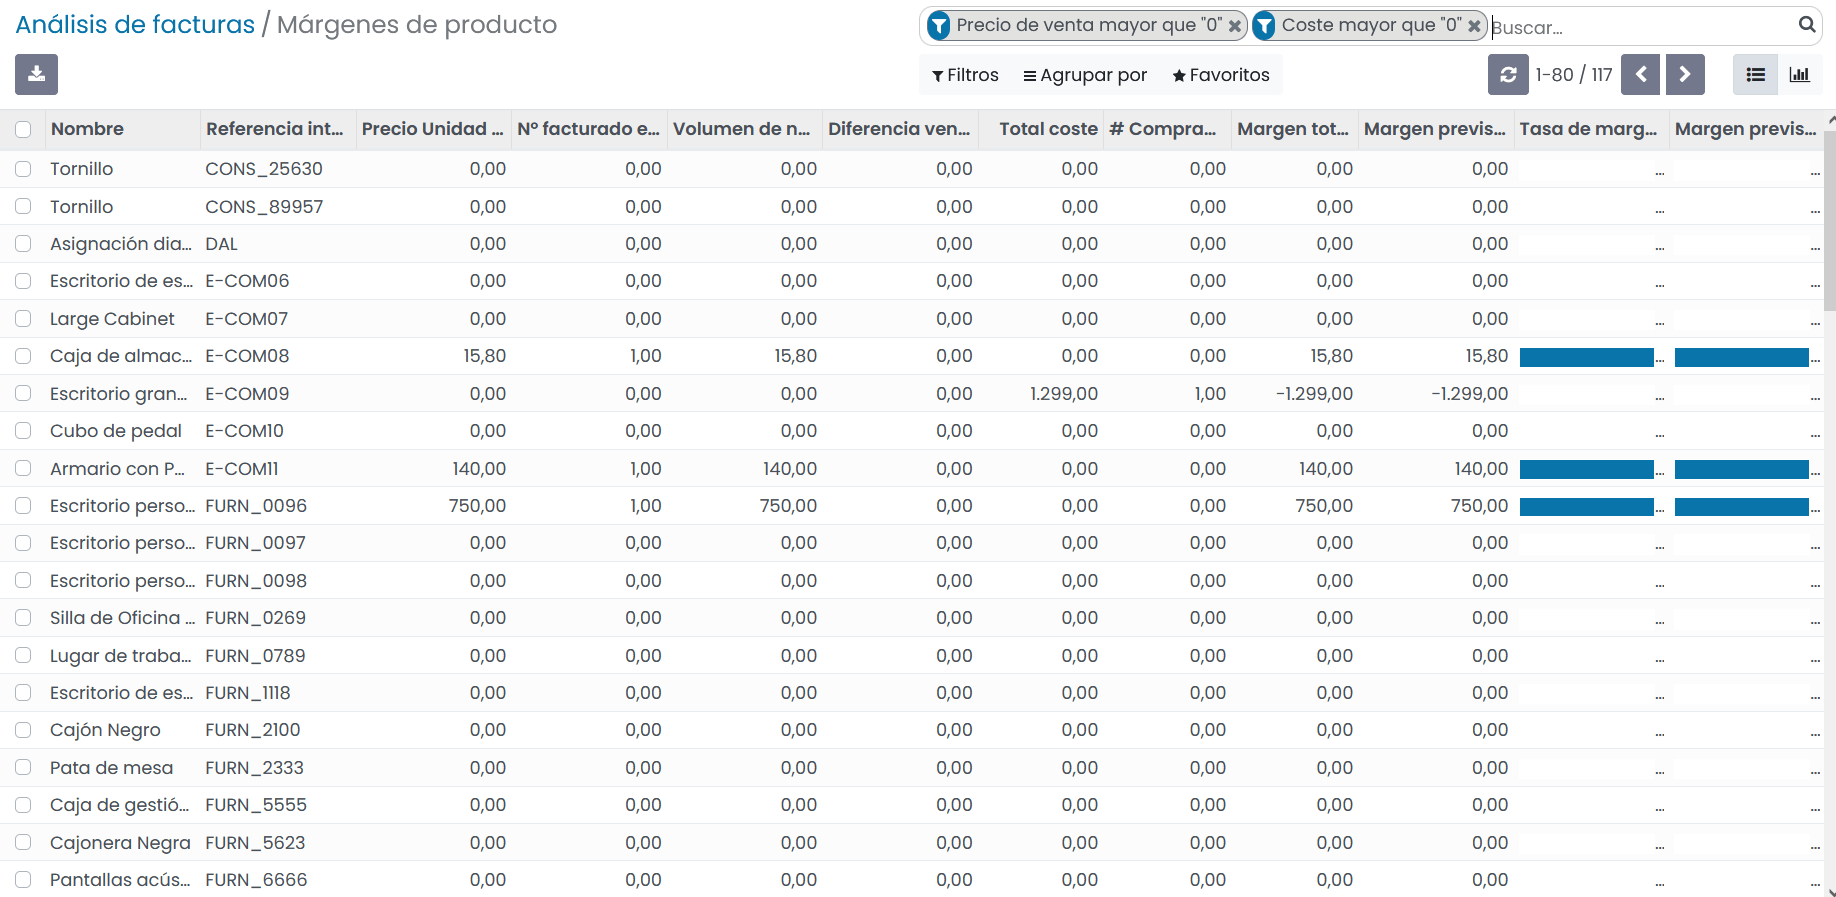 Análisis de facturas / Márgenes de producto
Precio de venta mayor que "0" Coste mayor que "0" Buscar...
Filtros Agrupar por Favoritos 1-80 / 117
Nombre Referencia int... Precio Unidad ... Nº facturado e... Volumen de n... Diferencia ven... Total coste # Compra... Margen tot... Margen previs... Tasa de marg... Margen previs...
Tornillo CONS_25630 0,00 0,00 0,00 0,00 0,00 0,00 0,00 0,00 ... ...
Tornillo CONS_89957 0,00 0,00 0,00 0,00 0,00 0,00 0,00 0,00 ... ...
Asignación dia... DAL 0,00 0,00 0,00 0,00 0,00 0,00 0,00 0,00 ... ...
Escritorio de es... E-COM06 0,00 0,00 0,00 0,00 0,00 0,00 0,00 0,00 ... ...
Large Cabinet E-COM07 0,00 0,00 0,00 0,00 0,00 0,00 0,00 0,00 ... ...
Caja de almac... E-COM08 15,80 1,00 15,80 0,00 0,00 0,00 15,80 15,80 ... ...
Escritorio gran... E-COM09 0,00 0,00 0,00 0,00 1.299,00 1,00 -1.299,00 -1.299,00 ... ...
Cubo de pedal E-COM10 0,00 0,00 0,00 0,00 0,00 0,00 0,00 0,00 ... ...
Armario con P... E-COM11 140,00 1,00 140,00 0,00 0,00 0,00 140,00 140,00 ... ...
Escritorio perso... FURN_0096 750,00 1,00 750,00 0,00 0,00 0,00 750,00 750,00 ... ...
Escritorio perso... FURN_0097 0,00 0,00 0,00 0,00 0,00 0,00 0,00 0,00 ... ...
Escritorio perso... FURN_0098 0,00 0,00 0,00 0,00 0,00 0,00 0,00 0,00 ... ...
Silla de Oficina ... FURN_0269 0,00 0,00 0,00 0,00 0,00 0,00 0,00 0,00 ... ...
Lugar de traba... FURN_0789 0,00 0,00 0,00 0,00 0,00 0,00 0,00 0,00 ... ...
Escritorio de es... FURN_1118 0,00 0,00 0,00 0,00 0,00 0,00 0,00 0,00 ... ...
Cajón Negro FURN_2100 0,00 0,00 0,00 0,00 0,00 0,00 0,00 0,00 ... ...
Pata de mesa FURN_2333 0,00 0,00 0,00 0,00 0,00 0,00 0,00 0,00 ... ...
Caja de gestió... FURN_5555 0,00 0,00 0,00 0,00 0,00 0,00 0,00 0,00 ... ...
Cajonera Negra FURN_5623 0,00 0,00 0,00 0,00 0,00 0,00 0,00 0,00 ... ...
Pantallas acús... FURN_6666 0,00 0,00 0,00 0,00 0,00 0,00 0,00 0,00 ... ...